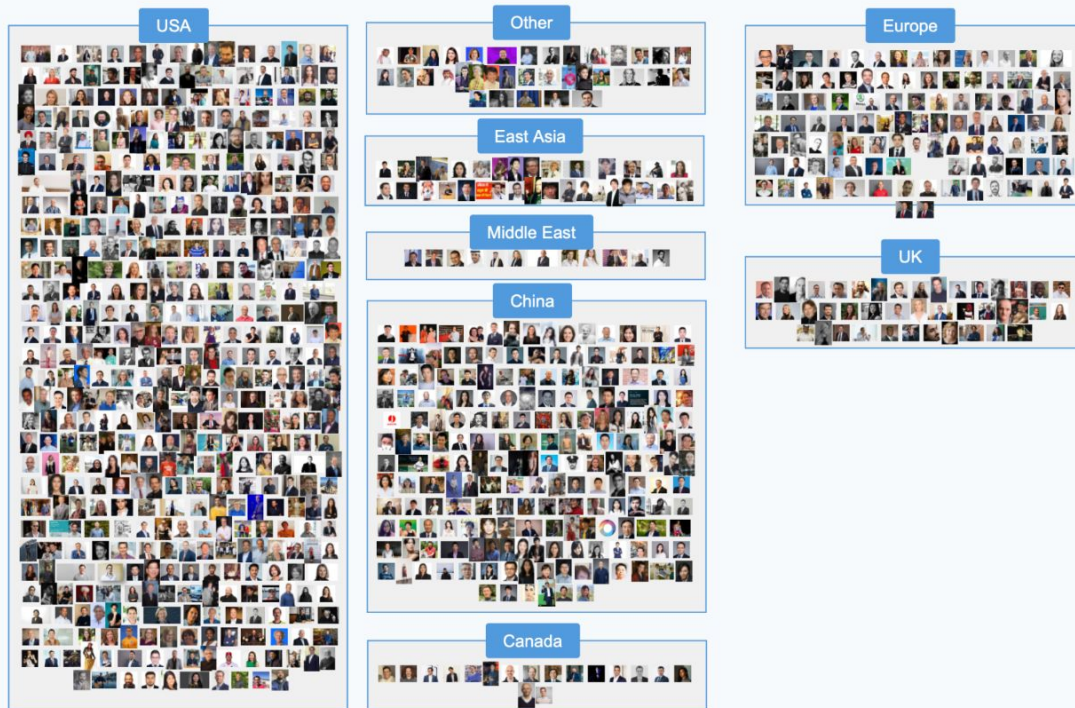 USA
Other
Europe
East Asia
Middle East
UK
China
Canada